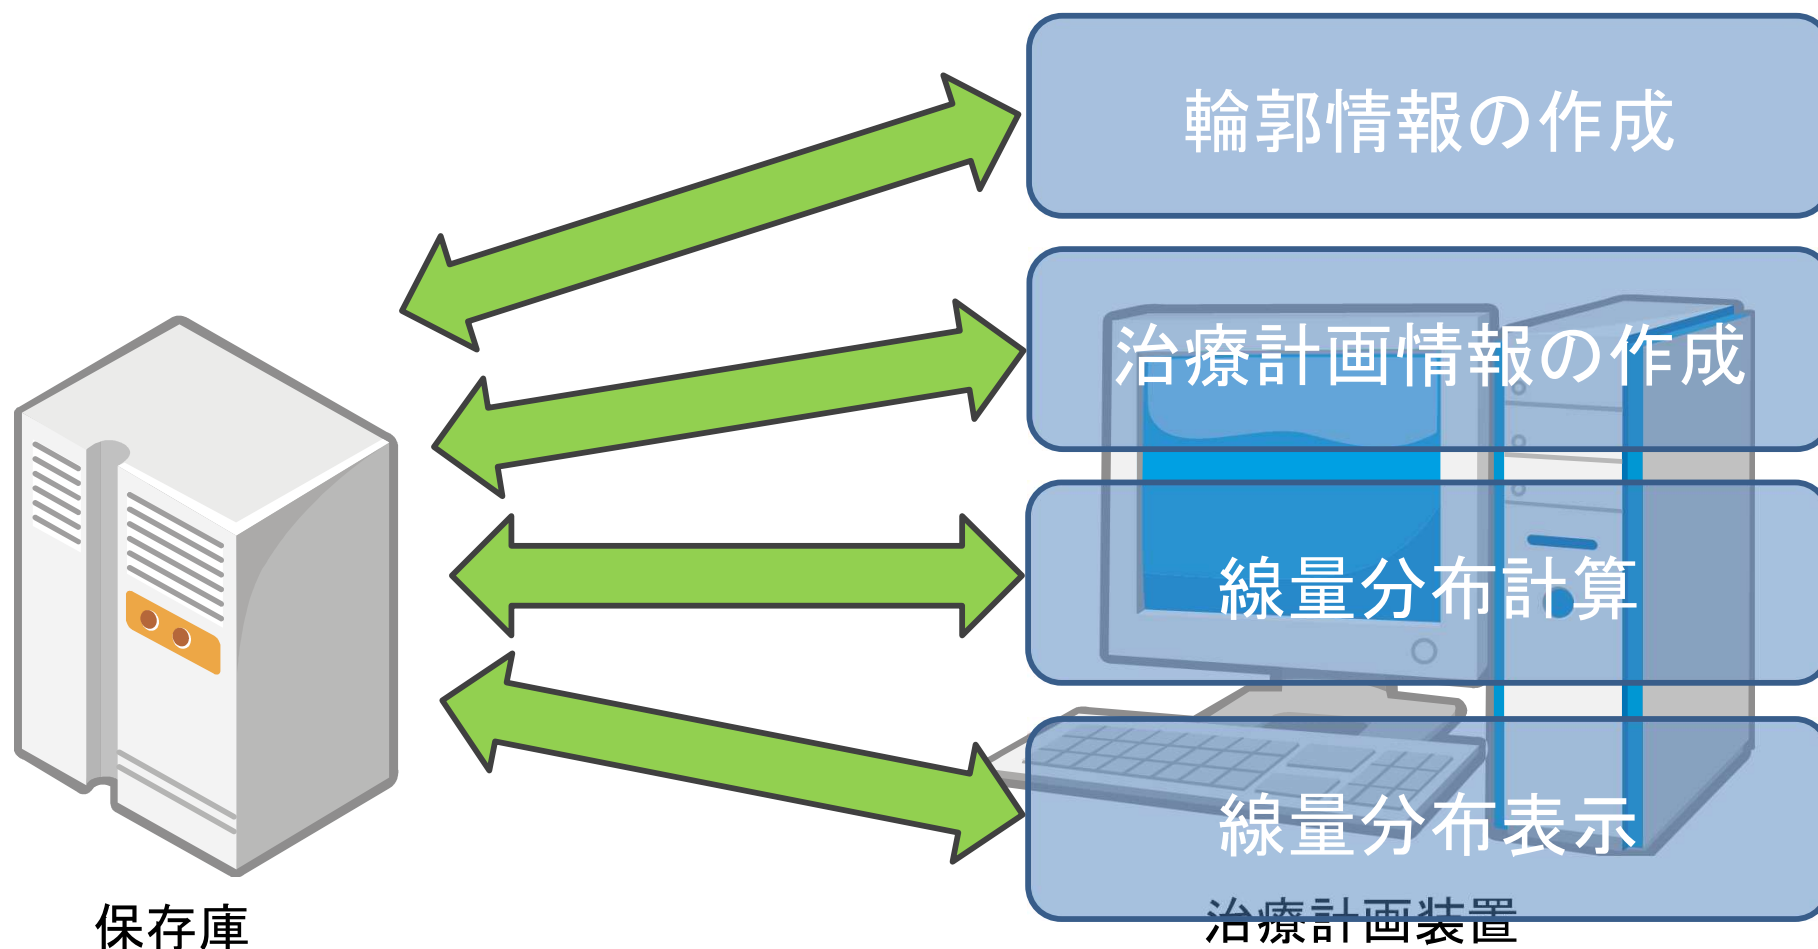 輪郭情報の作成
治療計画情報の作成
線量分布計算
線量分布表示
保存庫
治療計画装置